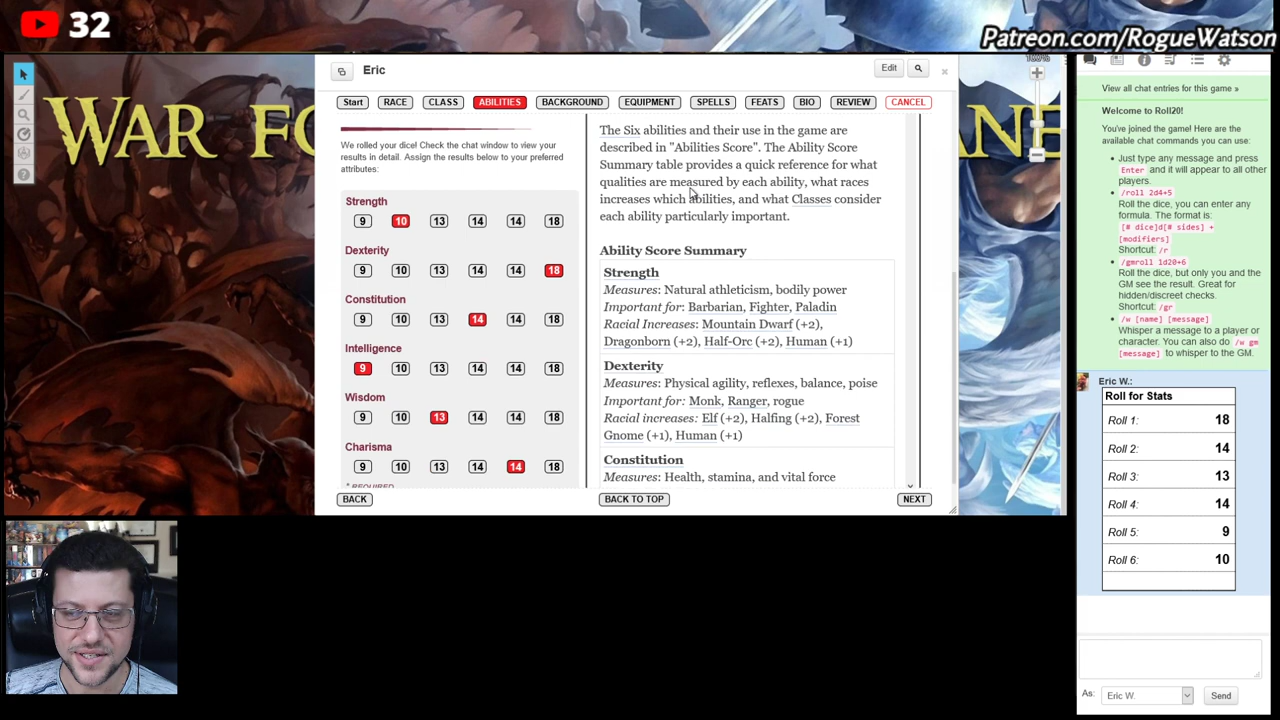 32
Patreon.com/RogueWatson
WAR FO
ANE
Eric
Edit
Start RACE CLASS ABILITIES BACKGROUND EQUIPMENT SPELLS FEATS BIO REVIEW CANCEL
We rolled your dice! Check the chat window to view your
results in detail. Assign the results below to your preferred
attributes:
Strength
9 10 13 14 14 18
Dexterity
9 10 13 14 14 18
Constitution
9 10 13 14 14 18
Intelligence
9 10 13 14 14 18
Wisdom
9 10 13 14 14 18
Charisma
9 10 13 14 14 18
* REQUIRED
The Six abilities and their use in the game are
described in "Abilities Score". The Ability Score
Summary table provides a quick reference for what
qualities are measured by each ability, what races
increases which abilities, and what Classes consider
each ability particularly important.
Ability Score Summary
Strength
Measures: Natural athleticism, bodily power
Important for: Barbarian, Fighter, Paladin
Racial Increases: Mountain Dwarf (+2),
Dragonborn (+2), Half-Orc (+2), Human (+1)
Dexterity
Measures: Physical agility, reflexes, balance, poise
Important for: Monk, Ranger, rogue
Racial increases: Elf (+2), Halfing (+2), Forest
Gnome (+1), Human (+1)
Constitution
Measures: Health, stamina, and vital force
BACK BACK TO TOP NEXT
100%
View all chat entries for this game »
Welcome to Roll20!
You've joined the game! Here are the
available chat commands you can use:
• Just type any message and press
Enter and it will appear to all other
players.
• /roll 2d4+5
Roll the dice, you can enter any
formula. The format is:
[# dice]d[# sides] +
[modifiers]
Shortcut: /r
• /gmroll 1d20+6
Roll the dice, but only you and the
GM see the result. Great for
hidden/discreet checks.
Shortcut: /gr
• /w [name] [message]
Whisper a message to a player or
character. You can also do /w gm
[message] to whisper to the GM.
Eric W.:
Roll for Stats
Roll 1: 18
Roll 2: 14
Roll 3: 13
Roll 4: 14
Roll 5: 9
Roll 6: 10
As: Eric W. Send